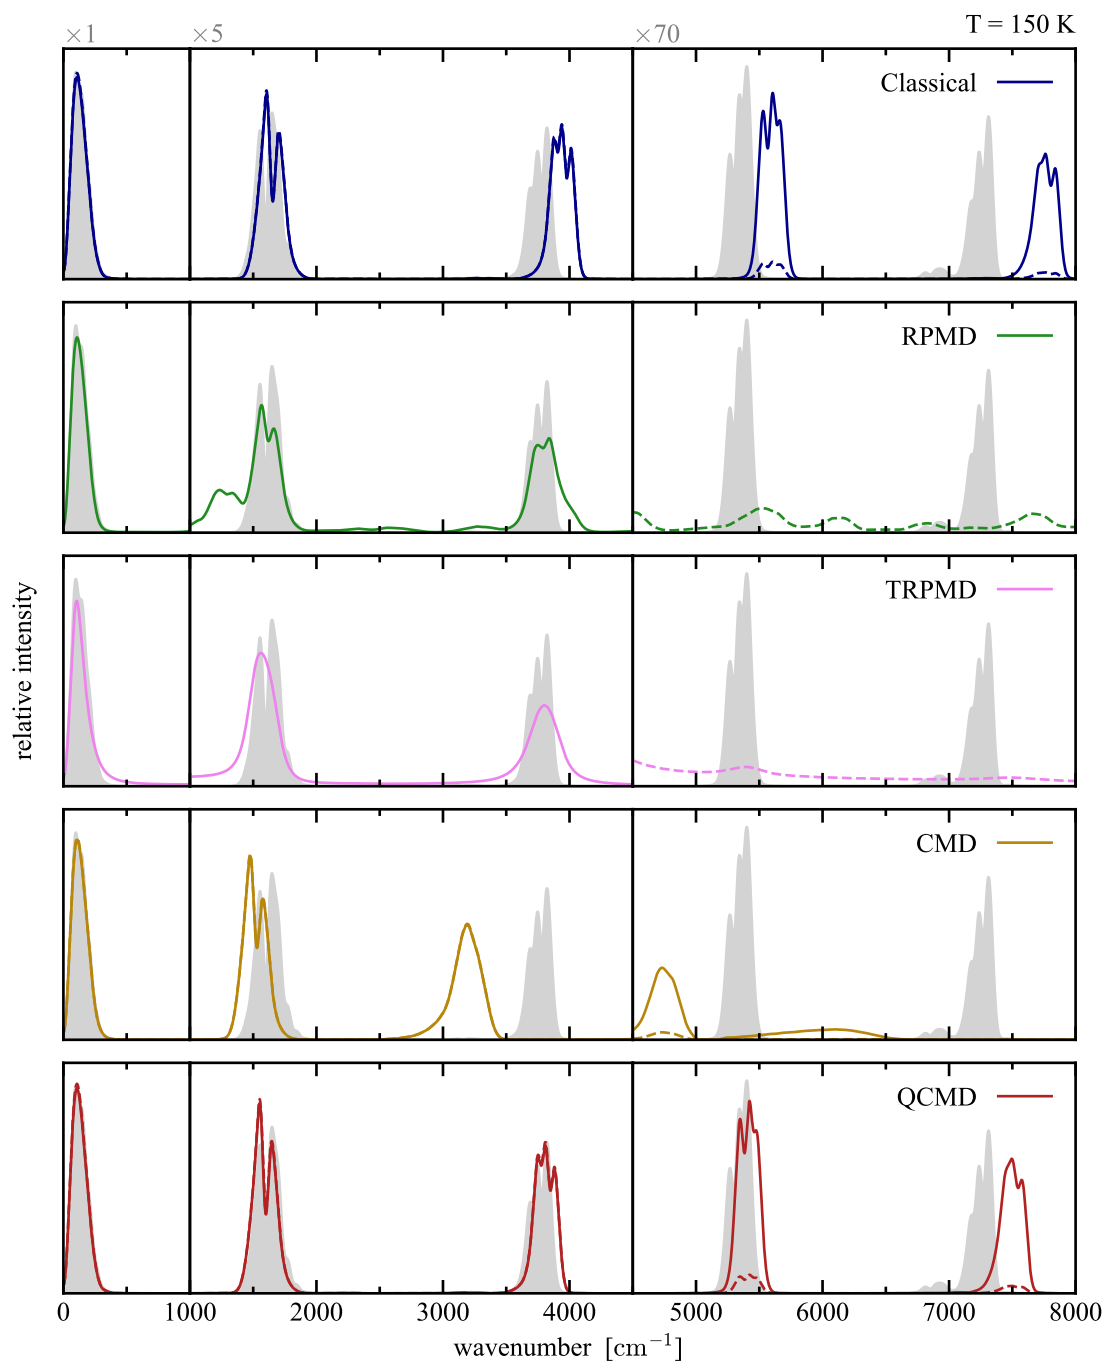 ×1 ×5 ×70 T = 150 K
Classical
RPMD
TRPMD
CMD
QCMD
relative intensity
0 1000 2000 3000 4000 5000 6000 7000 8000
wavenumber [cm⁻¹]